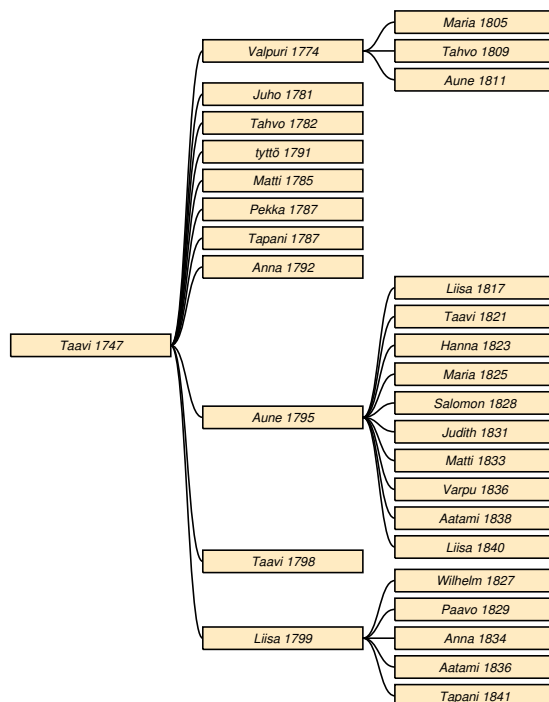 Taavi 1747
Valpuri 1774
Maria 1805
Tahvo 1809
Aune 1811
Juho 1781
Tahvo 1782
tyttö 1791
Matti 1785
Pekka 1787
Tapani 1787
Anna 1792
Aune 1795
Liisa 1817
Taavi 1821
Hanna 1823
Maria 1825
Salomon 1828
Judith 1831
Matti 1833
Varpu 1836
Aatami 1838
Liisa 1840
Taavi 1798
Liisa 1799
Wilhelm 1827
Paavo 1829
Anna 1834
Aatami 1836
Tapani 1841